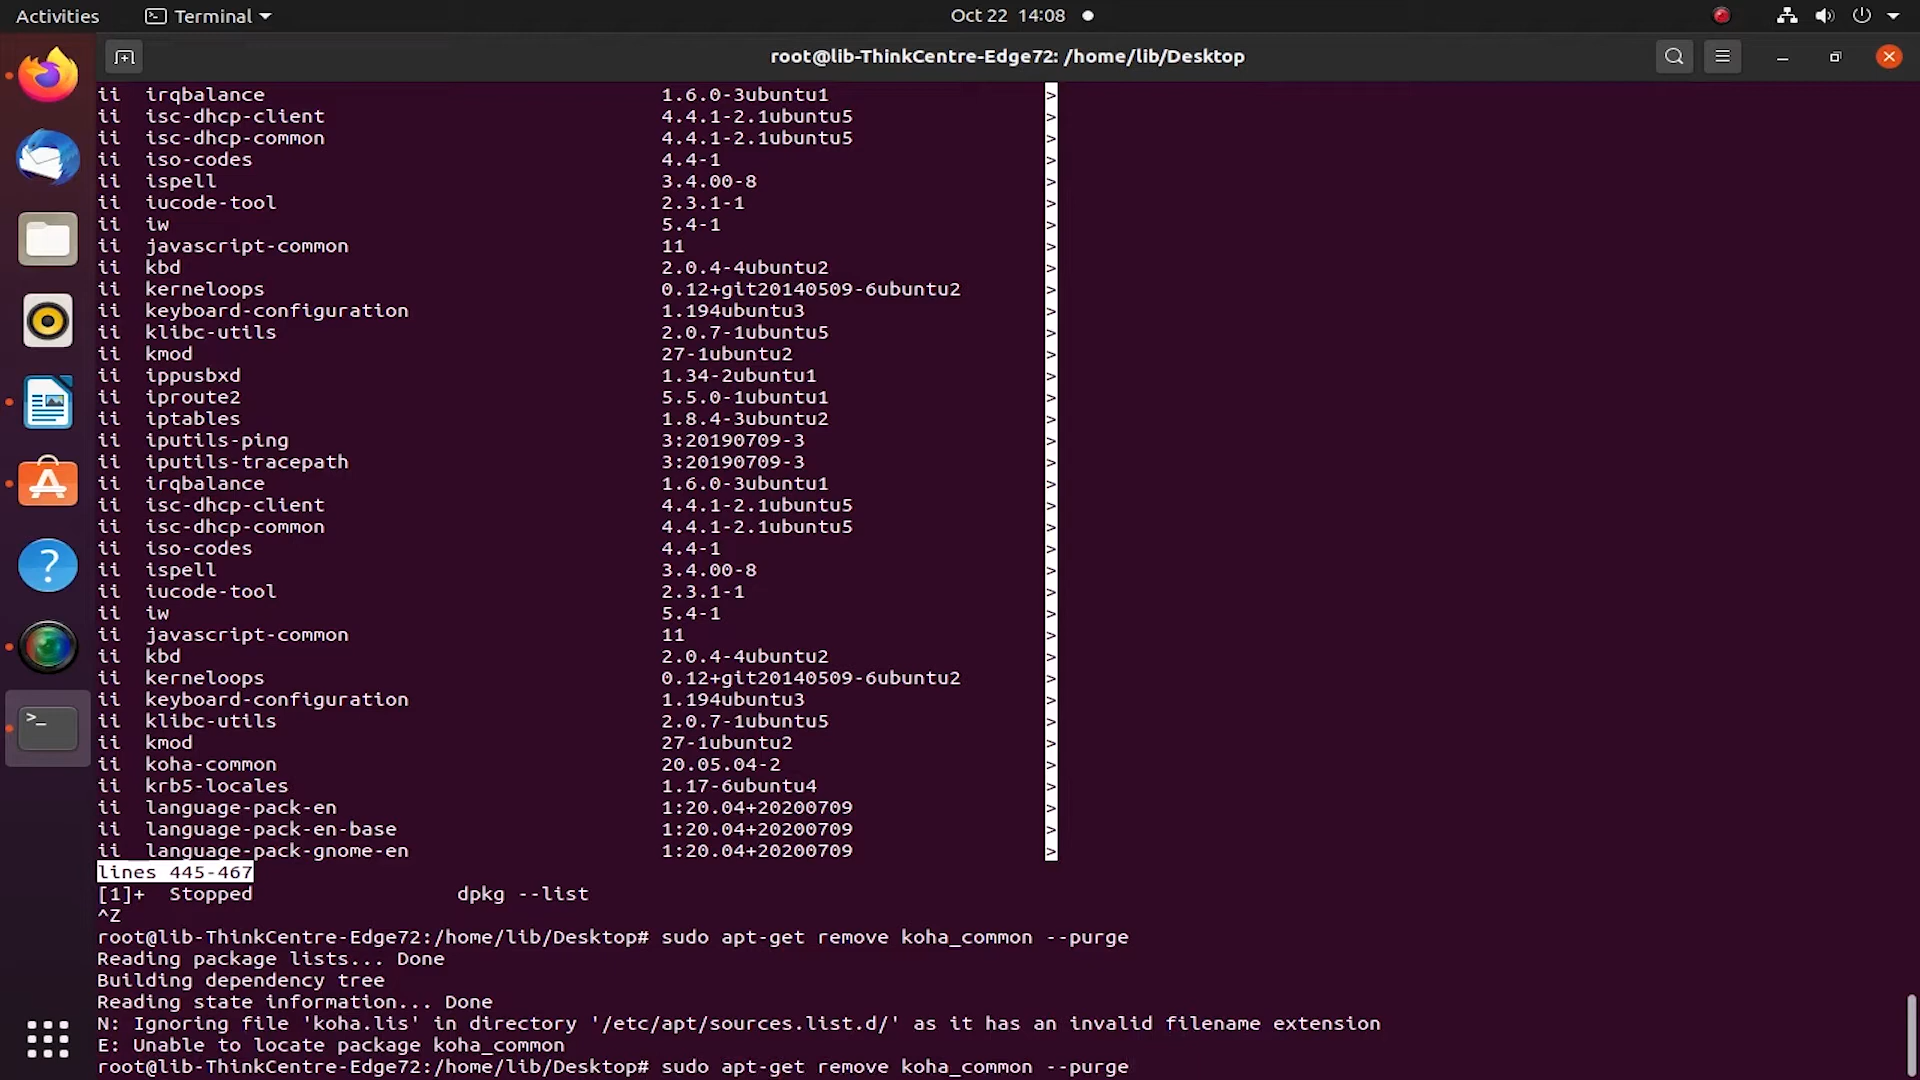 Activities
Terminal
Oct 22 14:08
root@lib-ThinkCentre-Edge72: /home/lib/Desktop
ii irqbalance 1.6.0-3ubuntu1 >
ii isc-dhcp-client 4.4.1-2.1ubuntu5 >
ii isc-dhcp-common 4.4.1-2.1ubuntu5 >
ii iso-codes 4.4-1 >
ii ispell 3.4.00-8 >
ii iucode-tool 2.3.1-1 >
ii iw 5.4-1 >
ii javascript-common 11 >
ii kbd 2.0.4-4ubuntu2 >
ii kerneloops 0.12+git20140509-6ubuntu2 >
ii keyboard-configuration 1.194ubuntu3 >
ii klibc-utils 2.0.7-1ubuntu5 >
ii kmod 27-1ubuntu2 >
ii ippusbxd 1.34-2ubuntu1 >
ii iproute2 5.5.0-1ubuntu1 >
ii iptables 1.8.4-3ubuntu2 >
ii iputils-ping 3:20190709-3 >
ii iputils-tracepath 3:20190709-3 >
ii irqbalance 1.6.0-3ubuntu1 >
ii isc-dhcp-client 4.4.1-2.1ubuntu5 >
ii isc-dhcp-common 4.4.1-2.1ubuntu5 >
ii iso-codes 4.4-1 >
ii ispell 3.4.00-8 >
ii iucode-tool 2.3.1-1 >
ii iw 5.4-1 >
ii javascript-common 11 >
ii kbd 2.0.4-4ubuntu2 >
ii kerneloops 0.12+git20140509-6ubuntu2 >
ii keyboard-configuration 1.194ubuntu3 >
ii klibc-utils 2.0.7-1ubuntu5 >
ii kmod 27-1ubuntu2 >
ii koha-common 20.05.04-2 >
ii krb5-locales 1.17-6ubuntu4 >
ii language-pack-en 1:20.04+20200709 >
ii language-pack-en-base 1:20.04+20200709 >
ii language-pack-gnome-en 1:20.04+20200709 >
lines 445-467
[1]+ Stopped dpkg --list
^Z
root@lib-ThinkCentre-Edge72:/home/lib/Desktop# sudo apt-get remove koha_common --purge
Reading package lists... Done
Building dependency tree
Reading state information... Done
N: Ignoring file 'koha.lis' in directory '/etc/apt/sources.list.d/' as it has an invalid filename extension
E: Unable to locate package koha_common
root@lib-ThinkCentre-Edge72:/home/lib/Desktop# sudo apt-get remove koha_common --purge